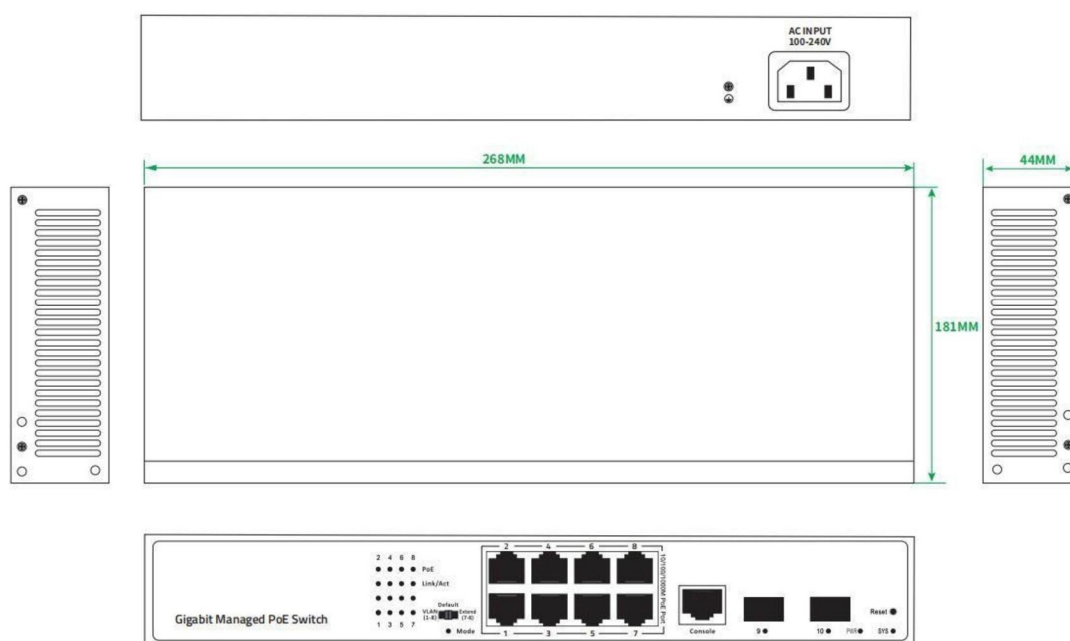 AC INPUT
100-240V
268MM
44MM
181MM
2 4 6 8
PoE
Link/Act
Default
VLAN
(1-8)
Extend
(7-8)
1 3 5 7
Mode
Gigabit Managed PoE Switch
2 4 6 8
10/100/1000M PoE Port
1 3 5 7
Console
9
10
PWR
SYS
Reset